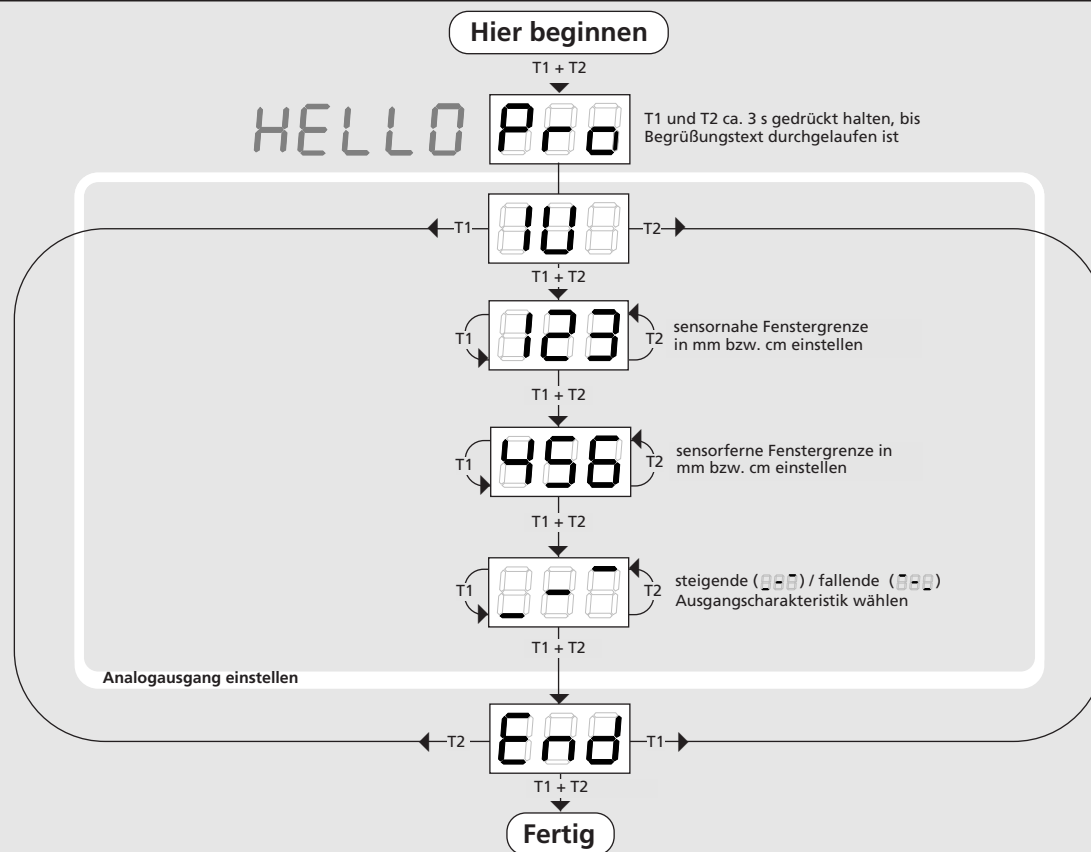 Hier beginnen
T1 + T2
HELLO Pro
T1 und T2 ca. 3 s gedrückt halten, bis
Begrüßungstext durchgelaufen ist
T1 IU T2
T1 + T2
T1 123 T2
sensornahe Fenstergrenze
in mm bzw. cm einstellen
T1 + T2
T1 456 T2
sensorferne Fenstergrenze in
mm bzw. cm einstellen
T1 + T2
T1 _-¯ T2
steigende (_-¯) / fallende (¯-_)
Ausgangscharakteristik wählen
T1 + T2
Analogausgang einstellen
T2 End T1
T1 + T2
Fertig